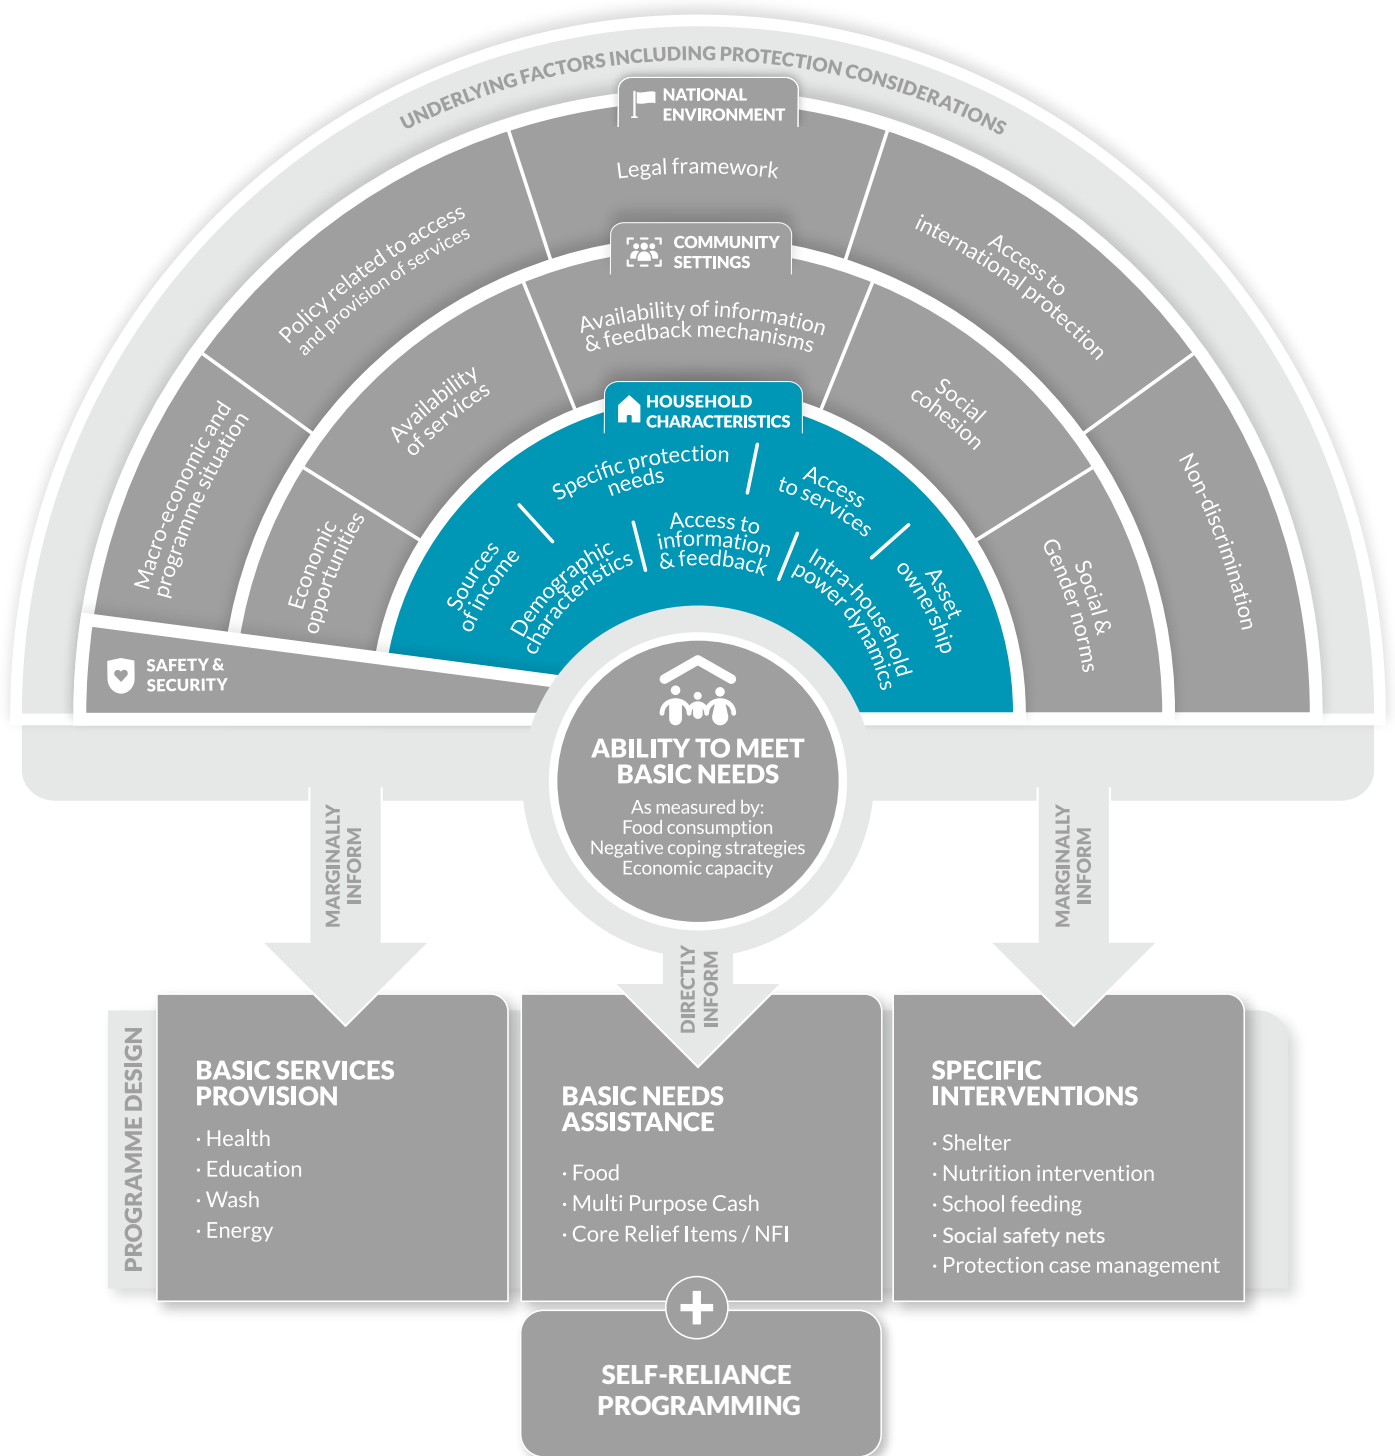 UNDERLYING FACTORS INCLUDING PROTECTION CONSIDERATIONS
NATIONAL
ENVIRONMENT
Macro-economic and
programme situation
Policy related to access
and provision of services
Legal framework
Access to
international protection
Non-discrimination
COMMUNITY
SETTINGS
Economic
opportunities
Availability
of services
Availability of information
& feedback mechanisms
Social
cohesion
Social &
Gender norms
HOUSEHOLD
CHARACTERISTICS
Sources
of income
Specific protection
needs
Access
to services
Asset
ownership
Demographic
characteristics
Access to
information
& feedback
Intra-household
power dynamics
SAFETY &
SECURITY
ABILITY TO MEET
BASIC NEEDS
As measured by:
Food consumption
Negative coping strategies
Economic capacity
MARGINALLY
INFORM
DIRECTLY
INFORM
MARGINALLY
INFORM
PROGRAMME DESIGN
BASIC SERVICES
PROVISION
· Health
· Education
· Wash
· Energy
BASIC NEEDS
ASSISTANCE
· Food
· Multi Purpose Cash
· Core Relief Items / NFI
SPECIFIC
INTERVENTIONS
· Shelter
· Nutrition intervention
· School feeding
· Social safety nets
· Protection case management
+
SELF-RELIANCE
PROGRAMMING